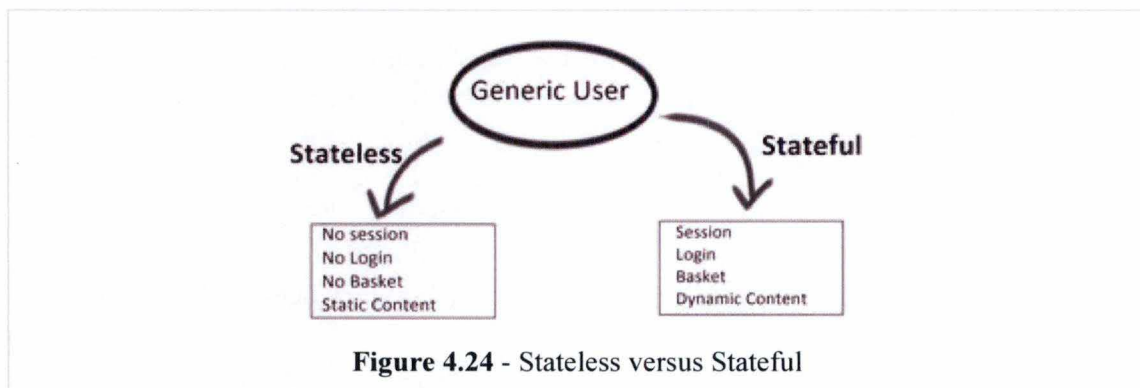 Generic User
Stateless
Stateful
No session
No Login
No Basket
Static Content
Session
Login
Basket
Dynamic Content
Figure 4.24 - Stateless versus Stateful